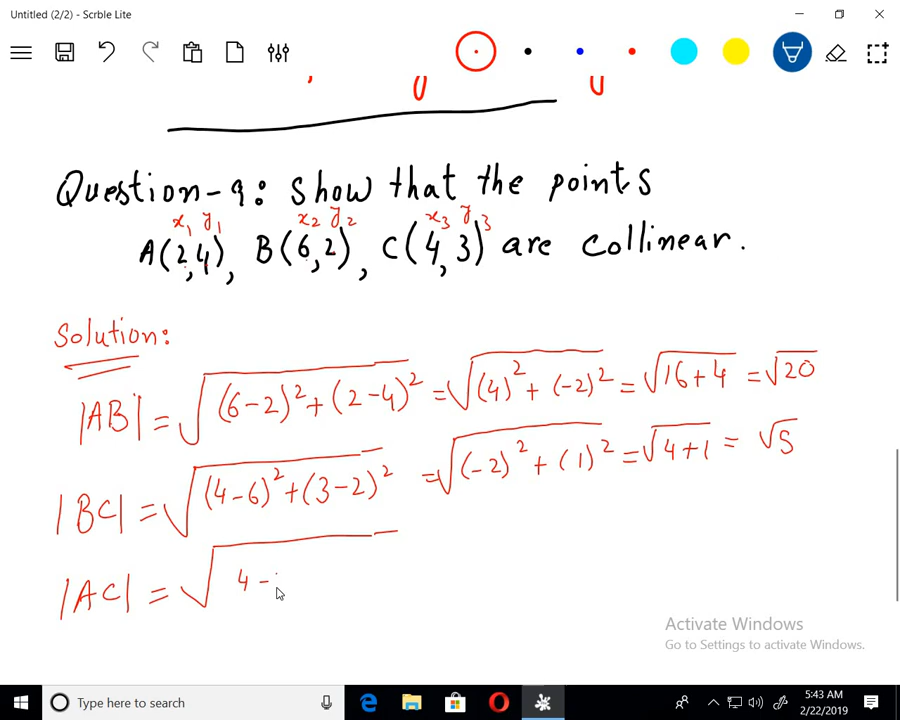 Untitled (2/2) - Scrble Lite
Question-9: Show that the points
x₁ y₁ x₂ y₂ x₃ y₃
A(2,4), B(6,2), C(4,3) are collinear.
Solution:
|AB| = √((6-2)² + (2-4)²) = √((4)² + (-2)²) = √(16+4) = √20
|BC| = √((4-6)² + (3-2)²) = √((-2)² + (1)²) = √(4+1) = √5
|AC| = √(4 -
Activate Windows
Go to Settings to activate Windows.
Type here to search
5:43 AM
2/22/2019